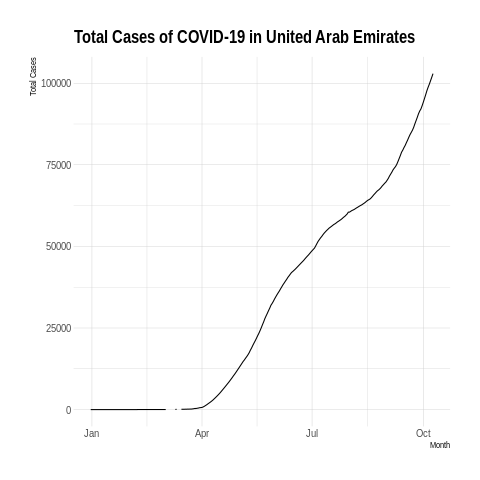 Total Cases of COVID-19 in United Arab Emirates
Total Cases
100000
75000
50000
25000
0
Jan Apr Jul Oct
Month